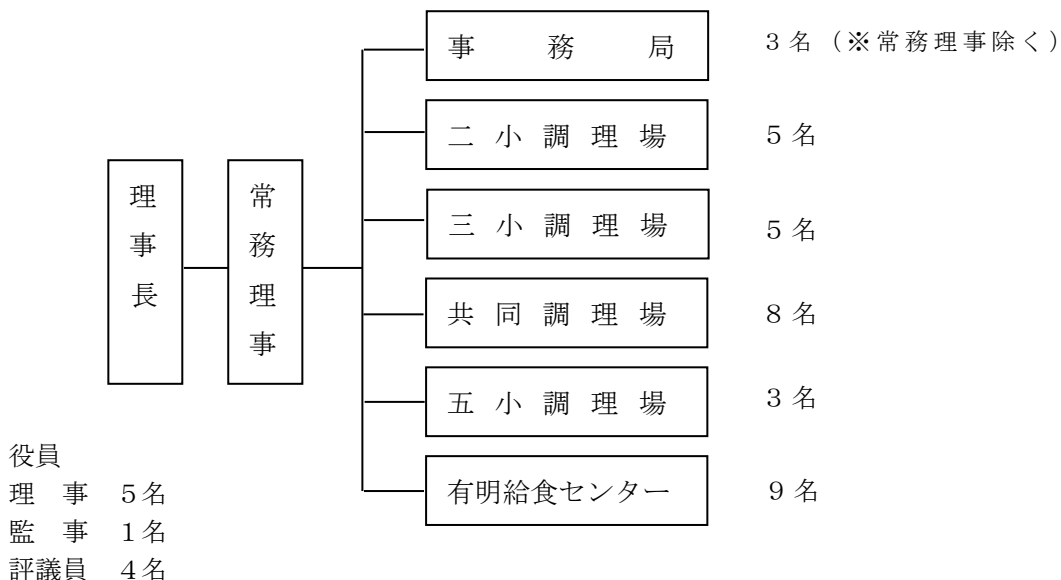 事務局 3名（※常務理事除く）
二小調理場 5名
三小調理場 5名
共同調理場 8名
五小調理場 3名
有明給食センター 9名
理事長
常務理事
役員
理事 5名
監事 1名
評議員 4名